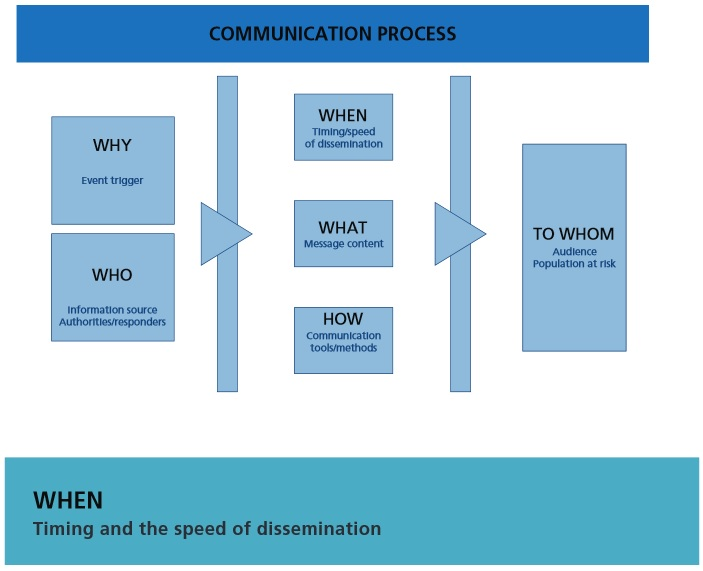 COMMUNICATION PROCESS
WHY
Event trigger
WHO
Information source
Authorities/responders
WHEN
Timing/speed
of dissemination
WHAT
Message content
HOW
Communication
tools/methods
TO WHOM
Audience
Population at risk
WHEN
Timing and the speed of dissemination